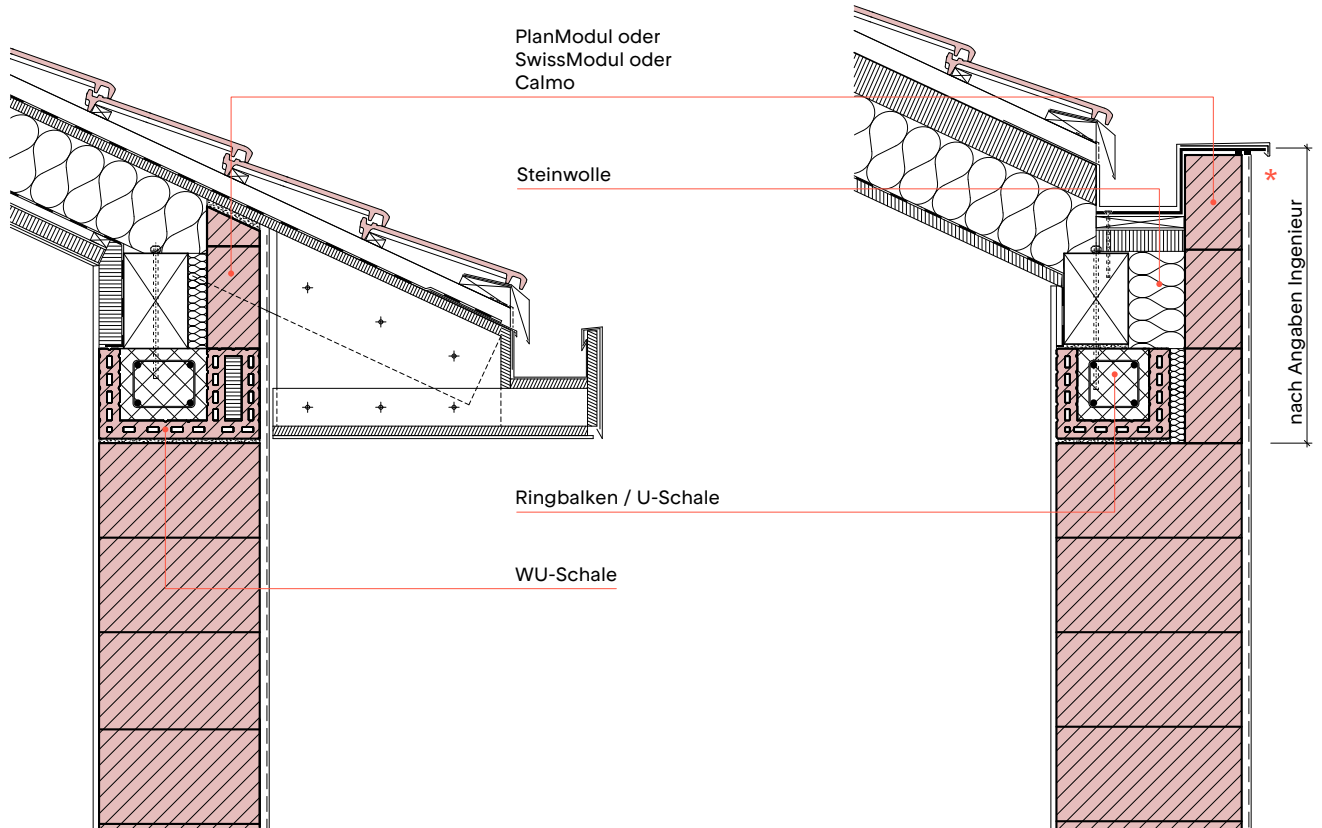 PlanModul oder
SwissModul oder
Calmo
Steinwolle
*
nach Angaben Ingenieur
Ringbalken / U-Schale
WU-Schale